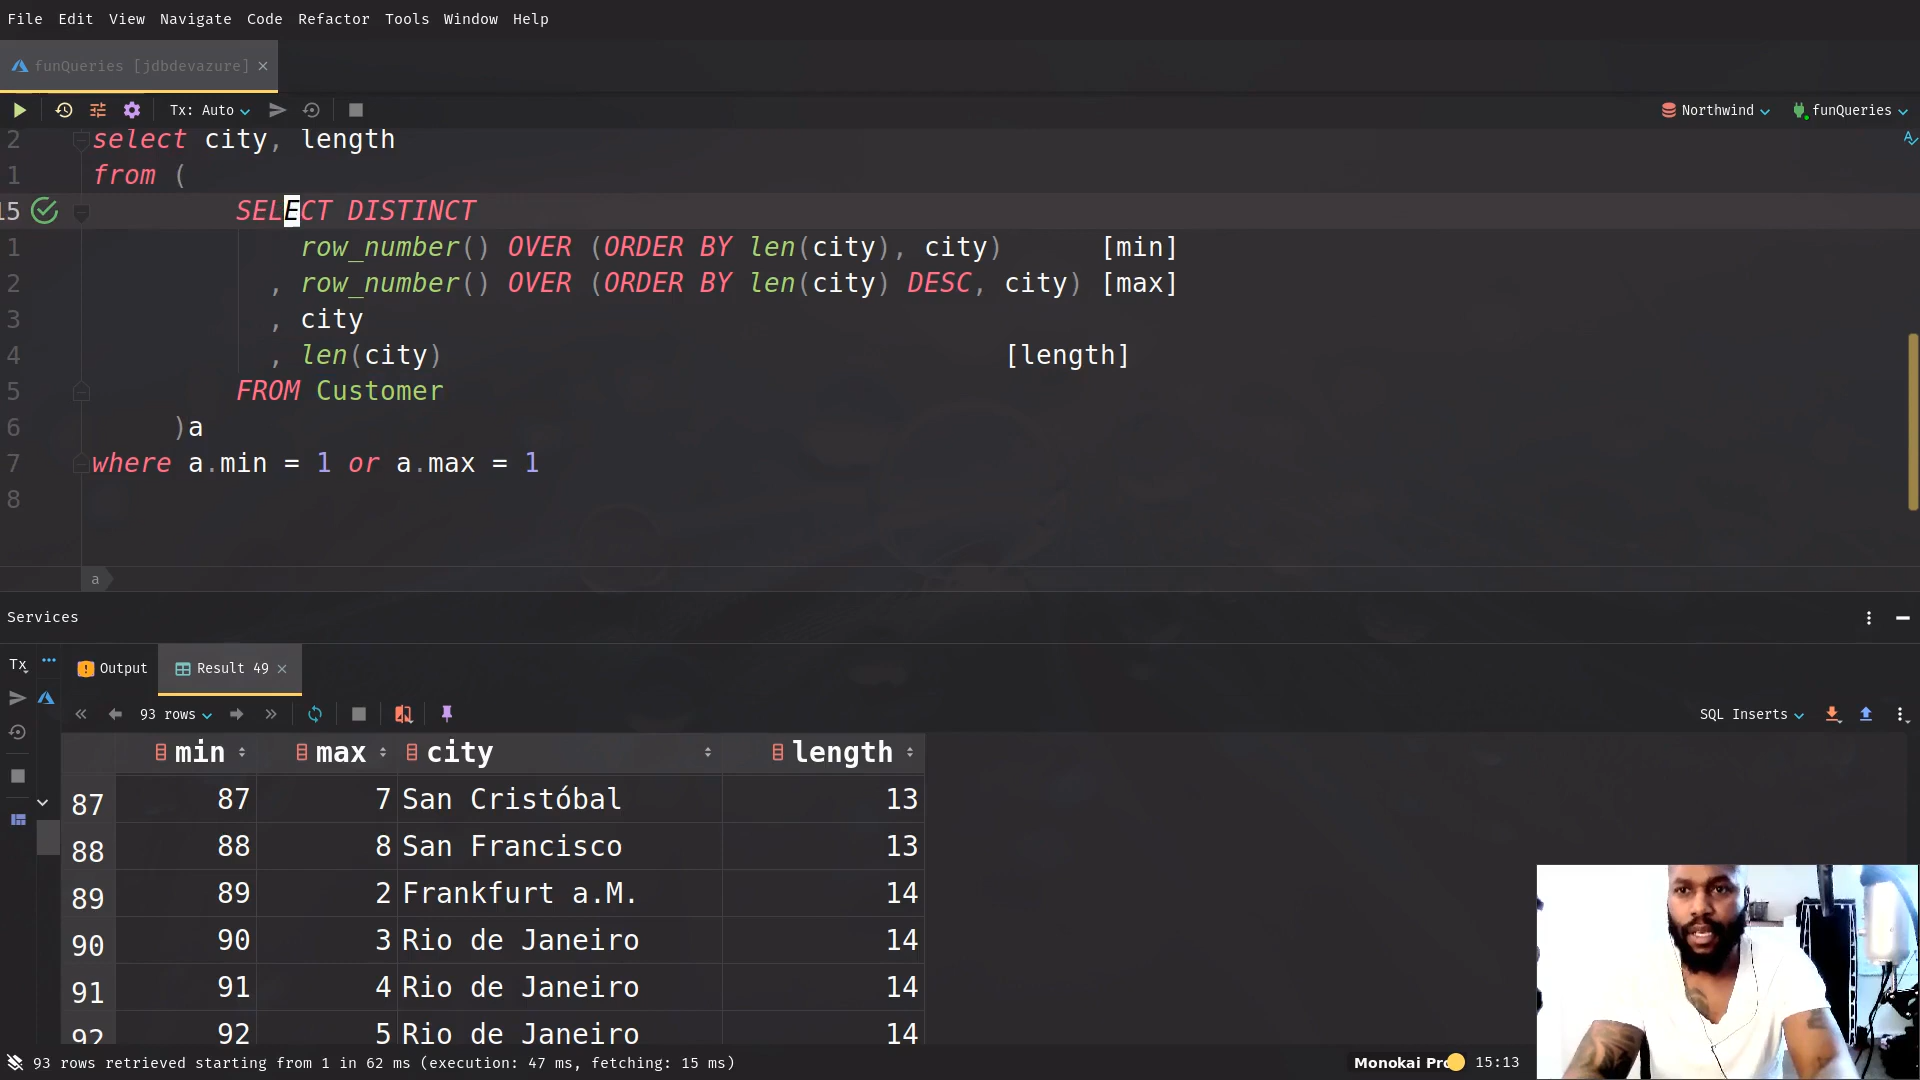 File Edit View Navigate Code Refactor Tools Window Help
funQueries [jdbdevazure]
Tx: Auto
Northwind
funQueries
2 select city, length
1 from (
15 SELECT DISTINCT
1 row_number() OVER (ORDER BY len(city), city) [min]
2 , row_number() OVER (ORDER BY len(city) DESC, city) [max]
3 , city
4 , len(city) [length]
5 FROM Customer
6 )a
7 where a.min = 1 or a.max = 1
8
a
Services
Tx
Output
Result 49
93 rows
SQL Inserts
min max city length
87 87 7 San Cristóbal 13
88 88 8 San Francisco 13
89 89 2 Frankfurt a.M. 14
90 90 3 Rio de Janeiro 14
91 91 4 Rio de Janeiro 14
92 92 5 Rio de Janeiro 14
93 rows retrieved starting from 1 in 62 ms (execution: 47 ms, fetching: 15 ms)
Monokai Pro
15:13